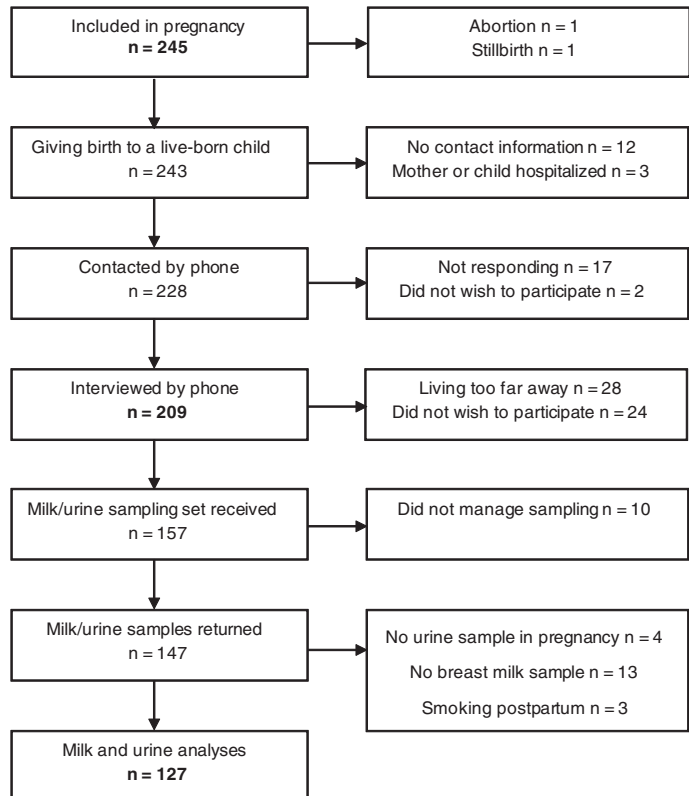 Included in pregnancy
n = 245
Abortion n = 1
Stillbirth n = 1
Giving birth to a live-born child
n = 243
No contact information n = 12
Mother or child hospitalized n = 3
Contacted by phone
n = 228
Not responding n = 17
Did not wish to participate n = 2
Interviewed by phone
n = 209
Living too far away n = 28
Did not wish to participate n = 24
Milk/urine sampling set received
n = 157
Did not manage sampling n = 10
Milk/urine samples returned
n = 147
No urine sample in pregnancy n = 4
No breast milk sample n = 13
Smoking postpartum n = 3
Milk and urine analyses
n = 127